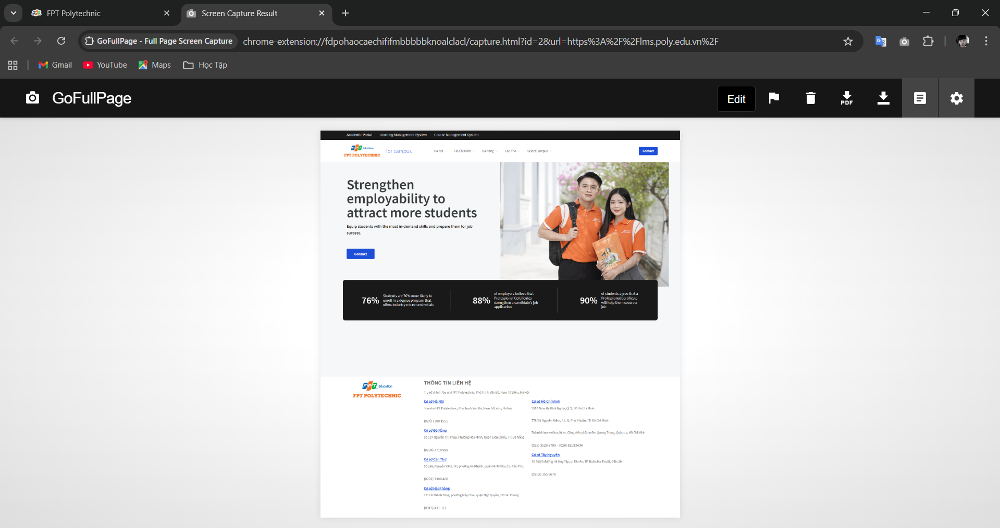 FPT Polytechnic
Screen Capture Result
GoFullPage - Full Page Screen Capture
chrome-extension://fdpohaocaechififmbbbbbknoalclacl/capture.html?id=2&url=https%3A%2F%2Flms.poly.edu.vn%2F
Gmail
YouTube
Maps
Học Tập
GoFullPage
Edit
PDF
Academic Portal
Learning Management System
Course Management System
FPT Education
FPT POLYTECHNIC
for campus
Ha Noi
Ho Chi Minh
Da Nang
Can Tho
Select Campus
Contact
Strengthen
employability to
attract more students
Equip students with the most in-demand skills and prepare them for job
success.
Contact
76%
Students are 76% more likely to
enroll in a degree program that
offers industry micro-credentials
88%
of employers believe that
Professional Certificates
strengthen a candidate's job
application
90%
of students agree that a
Professional Certificate
will help them secure a
job
FPT Education
FPT POLYTECHNIC
THÔNG TIN LIÊN HỆ
Trụ sở chính Tòa nhà FPT Polytechnic, Phố Trịnh Văn Bô, Nam Từ Liêm, Hà Nội
Cơ sở Hà Nội
Tòa nhà FPT Polytechnic, Phố Trịnh Văn Bô, Nam Từ Liêm, Hà Nội
(024) 7300 1955
Cơ sở Đà Nẵng
Số 137 Nguyễn Thị Thập, Phường Hòa Minh, Quận Liên Chiểu, TP. Đà Nẵng
(0236) 3710 999
Cơ sở Cần Thơ
Số 288, Nguyễn Văn Linh, phường An Khánh, quận Ninh Kiều, Tp. Cần Thơ.
(0292) 7300 468
Cơ sở Hải Phòng
271 Lê Thánh Tông, phường Máy Chai, quận Ngô Quyền, TP Hải Phòng.
(0915) 431 313
Cơ sở Hồ Chí Minh
391A Nam Kỳ Khởi Nghĩa, Q. 3, TP. Hồ Chí Minh
778/B1 Nguyễn Kiệm, P.4, Q. Phú Nhuận, TP. Hồ Chí Minh
Toà nhà Innovation, lô 24, Công viên phần mềm Quang Trung, Quận 12, Hồ Chí Minh
(028) 3526 8799 - (028) 62523434
Cơ sở Tây Nguyên
Số 300/6 đường Hà Huy Tập, p. Tân An, TP. Buôn Ma Thuột, Đắk Lắk
(0262) 355 5678